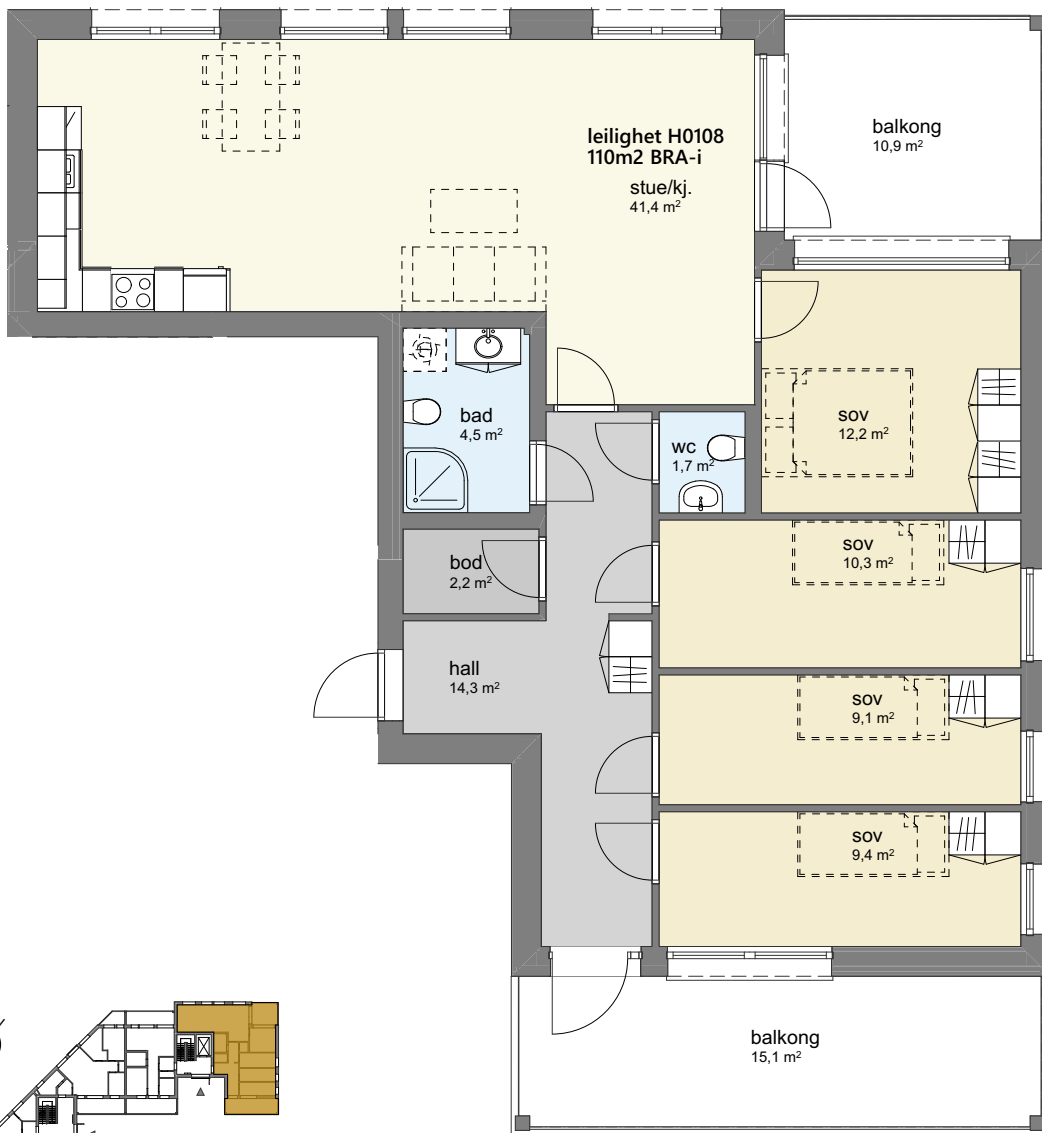 leilighet H0108
110m2 BRA-i
stue/kj.
41,4 m²
balkong
10,9 m²
bad
4,5 m²
wc
1,7 m²
sov
12,2 m²
sov
10,3 m²
bod
2,2 m²
hall
14,3 m²
sov
9,1 m²
sov
9,4 m²
balkong
15,1 m²